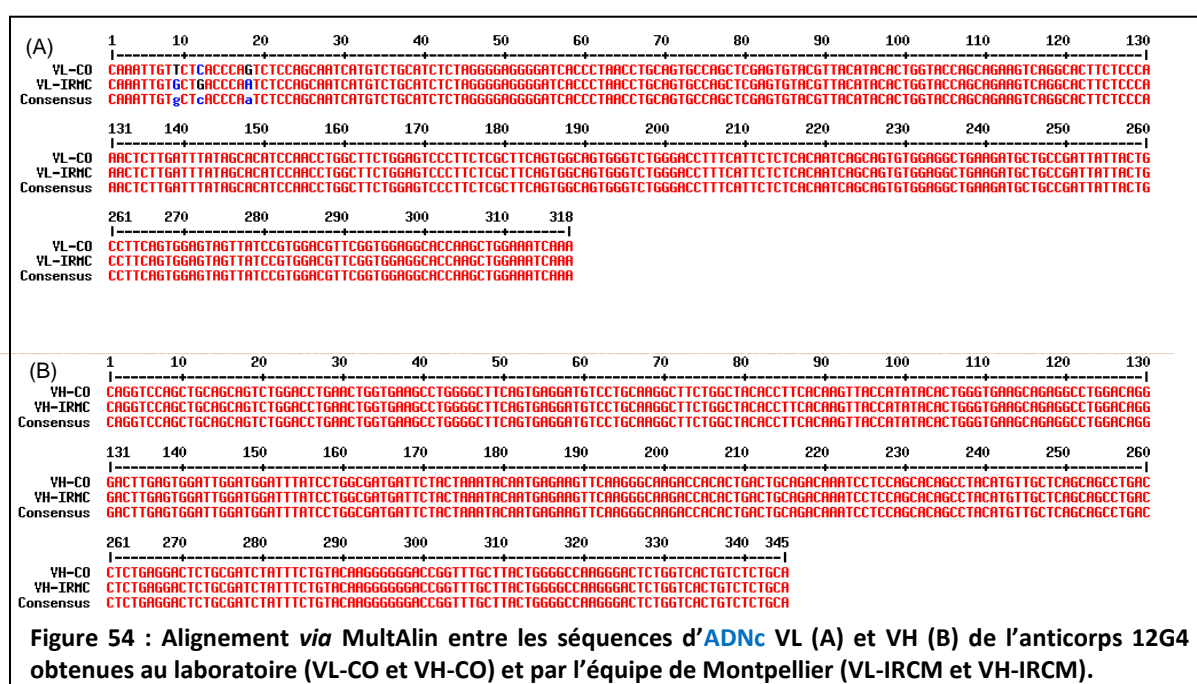 (A)
1 10 20 30 40 50 60 70 80 90 100 110 120 130
|--------+---------+---------+---------+---------+---------+---------+---------+---------+---------+---------+---------+---------|
VL-CO CAAATTGTTCTCACCCAGTCTCCAGCAATCATGTCTGCATCTCTAGGGGAGGGGATCACCCTAACCTGCAGTGCCAGCTCGAGTGTACGTTACATACACTGGTACCAGCAGAAGTCAGGCACTTCTCCCA
VL-IRMC CAAATTGTGCTGACCCAATCTCCAGCAATCATGTCTGCATCTCTAGGGGAGGGGATCACCCTAACCTGCAGTGCCAGCTCGAGTGTACGTTACATACACTGGTACCAGCAGAAGTCAGGCACTTCTCCCA
Consensus CAAATTGTgCTcACCCAaTCTCCAGCAATCATGTCTGCATCTCTAGGGGAGGGGATCACCCTAACCTGCAGTGCCAGCTCGAGTGTACGTTACATACACTGGTACCAGCAGAAGTCAGGCACTTCTCCCA
131 140 150 160 170 180 190 200 210 220 230 240 250 260
|--------+---------+---------+---------+---------+---------+---------+---------+---------+---------+---------+---------+---------|
VL-CO AACTCTTGATTTATAGCACATCCAACCTGGCTTCTGGAGTCCCTTCTCGCTTCAGTGGCAGTGGGTCTGGGACCTTTCATTCTCTCACAATCAGCAGTGTGGAGGCTGAAGATGCTGCCGATTATTACTG
VL-IRMC AACTCTTGATTTATAGCACATCCAACCTGGCTTCTGGAGTCCCTTCTCGCTTCAGTGGCAGTGGGTCTGGGACCTTTCATTCTCTCACAATCAGCAGTGTGGAGGCTGAAGATGCTGCCGATTATTACTG
Consensus AACTCTTGATTTATAGCACATCCAACCTGGCTTCTGGAGTCCCTTCTCGCTTCAGTGGCAGTGGGTCTGGGACCTTTCATTCTCTCACAATCAGCAGTGTGGAGGCTGAAGATGCTGCCGATTATTACTG
261 270 280 290 300 310 318
|--------+---------+---------+---------+---------+-------|
VL-CO CCTTCAGTGGAGTAGTTATCCGTGGACGTTCGGTGGAGGCACCAAGCTGGAAATCAAA
VL-IRMC CCTTCAGTGGAGTAGTTATCCGTGGACGTTCGGTGGAGGCACCAAGCTGGAAATCAAA
Consensus CCTTCAGTGGAGTAGTTATCCGTGGACGTTCGGTGGAGGCACCAAGCTGGAAATCAAA
(B)
1 10 20 30 40 50 60 70 80 90 100 110 120 130
|--------+---------+---------+---------+---------+---------+---------+---------+---------+---------+---------+---------+---------|
VH-CO CAGGTCCAGCTGCAGCAGTCTGGACCTGAACTGGTGAAGCCTGGGGCTTCAGTGAGGATGTCCTGCAAGGCTTCTGGCTACACCTTCACAAGTTACCATATACACTGGGTGAAGCAGAGGCCTGGACAGG
VH-IRMC CAGGTCCAGCTGCAGCAGTCTGGACCTGAACTGGTGAAGCCTGGGGCTTCAGTGAGGATGTCCTGCAAGGCTTCTGGCTACACCTTCACAAGTTACCATATACACTGGGTGAAGCAGAGGCCTGGACAGG
Consensus CAGGTCCAGCTGCAGCAGTCTGGACCTGAACTGGTGAAGCCTGGGGCTTCAGTGAGGATGTCCTGCAAGGCTTCTGGCTACACCTTCACAAGTTACCATATACACTGGGTGAAGCAGAGGCCTGGACAGG
131 140 150 160 170 180 190 200 210 220 230 240 250 260
|--------+---------+---------+---------+---------+---------+---------+---------+---------+---------+---------+---------+---------|
VH-CO GACTTGAGTGGATTGGATGGATTTATCCTGGCGATGATTCTACTAAATACAATGAGAAGTTCAAGGGCAAGACCACACTGACTGCAGACAAATCCTCCAGCACAGCCTACATGTTGCTCAGCAGCCTGAC
VH-IRMC GACTTGAGTGGATTGGATGGATTTATCCTGGCGATGATTCTACTAAATACAATGAGAAGTTCAAGGGCAAGACCACACTGACTGCAGACAAATCCTCCAGCACAGCCTACATGTTGCTCAGCAGCCTGAC
Consensus GACTTGAGTGGATTGGATGGATTTATCCTGGCGATGATTCTACTAAATACAATGAGAAGTTCAAGGGCAAGACCACACTGACTGCAGACAAATCCTCCAGCACAGCCTACATGTTGCTCAGCAGCCTGAC
261 270 280 290 300 310 320 330 340 345
|--------+---------+---------+---------+---------+---------+---------+---------+----|
VH-CO CTCTGAGGACTCTGCGATCTATTTCTGTACAAGGGGGGACCGGTTTGCTTACTGGGGCCAAGGGACTCTGGTCACTGTCTCTGCA
VH-IRMC CTCTGAGGACTCTGCGATCTATTTCTGTACAAGGGGGGACCGGTTTGCTTACTGGGGCCAAGGGACTCTGGTCACTGTCTCTGCA
Consensus CTCTGAGGACTCTGCGATCTATTTCTGTACAAGGGGGGACCGGTTTGCTTACTGGGGCCAAGGGACTCTGGTCACTGTCTCTGCA
Figure 54 : Alignement via MultAlin entre les séquences d’ADNc VL (A) et VH (B) de l’anticorps 12G4
obtenues au laboratoire (VL-CO et VH-CO) et par l’équipe de Montpellier (VL-IRCM et VH-IRCM).